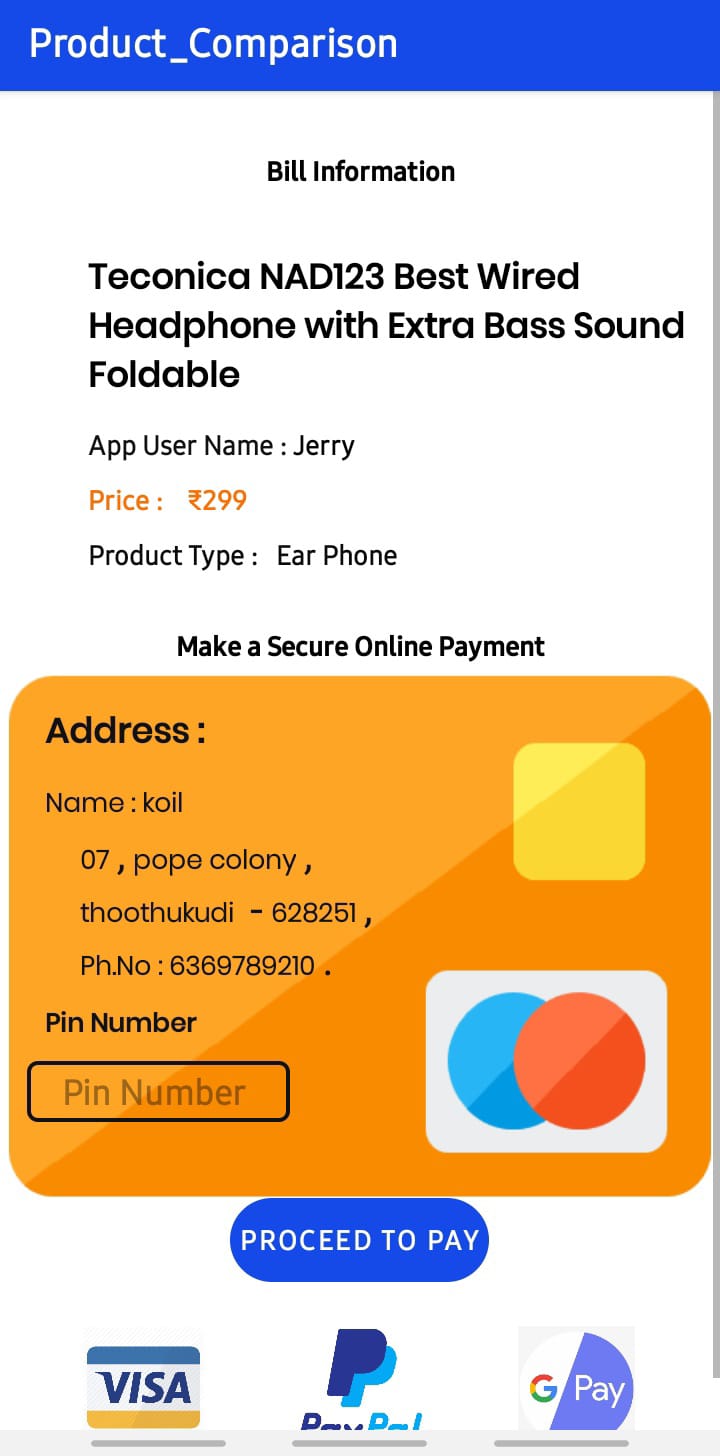 Product_Comparison
Bill Information
Teconica NAD123 Best Wired
Headphone with Extra Bass Sound
Foldable
App User Name : Jerry
Price : ₹299
Product Type : Ear Phone
Make a Secure Online Payment
Address :
Name : koil
07 , pope colony ,
thoothukudi - 628251 ,
Ph.No : 6369789210 .
Pin Number
Pin Number
PROCEED TO PAY
VISA
PayPal
G Pay